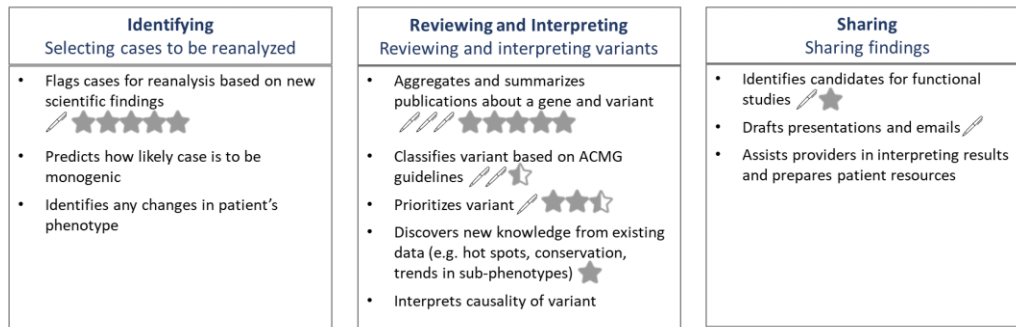 Identifying
Selecting cases to be reanalyzed
• Flags cases for reanalysis based on new
scientific findings
• Predicts how likely case is to be
monogenic
• Identifies any changes in patient's
phenotype
Reviewing and Interpreting
Reviewing and interpreting variants
• Aggregates and summarizes
publications about a gene and variant
• Classifies variant based on ACMG
guidelines
• Prioritizes variant
• Discovers new knowledge from existing
data (e.g. hot spots, conservation,
trends in sub-phenotypes)
• Interprets causality of variant
Sharing
Sharing findings
• Identifies candidates for functional
studies
• Drafts presentations and emails
• Assists providers in interpreting results
and prepares patient resources